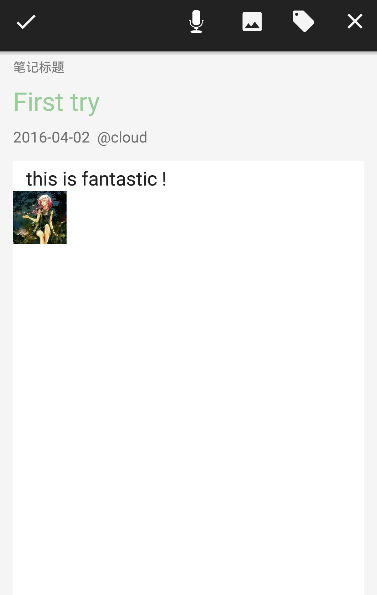 笔记标题
First try
2016-04-02 @cloud
this is fantastic !